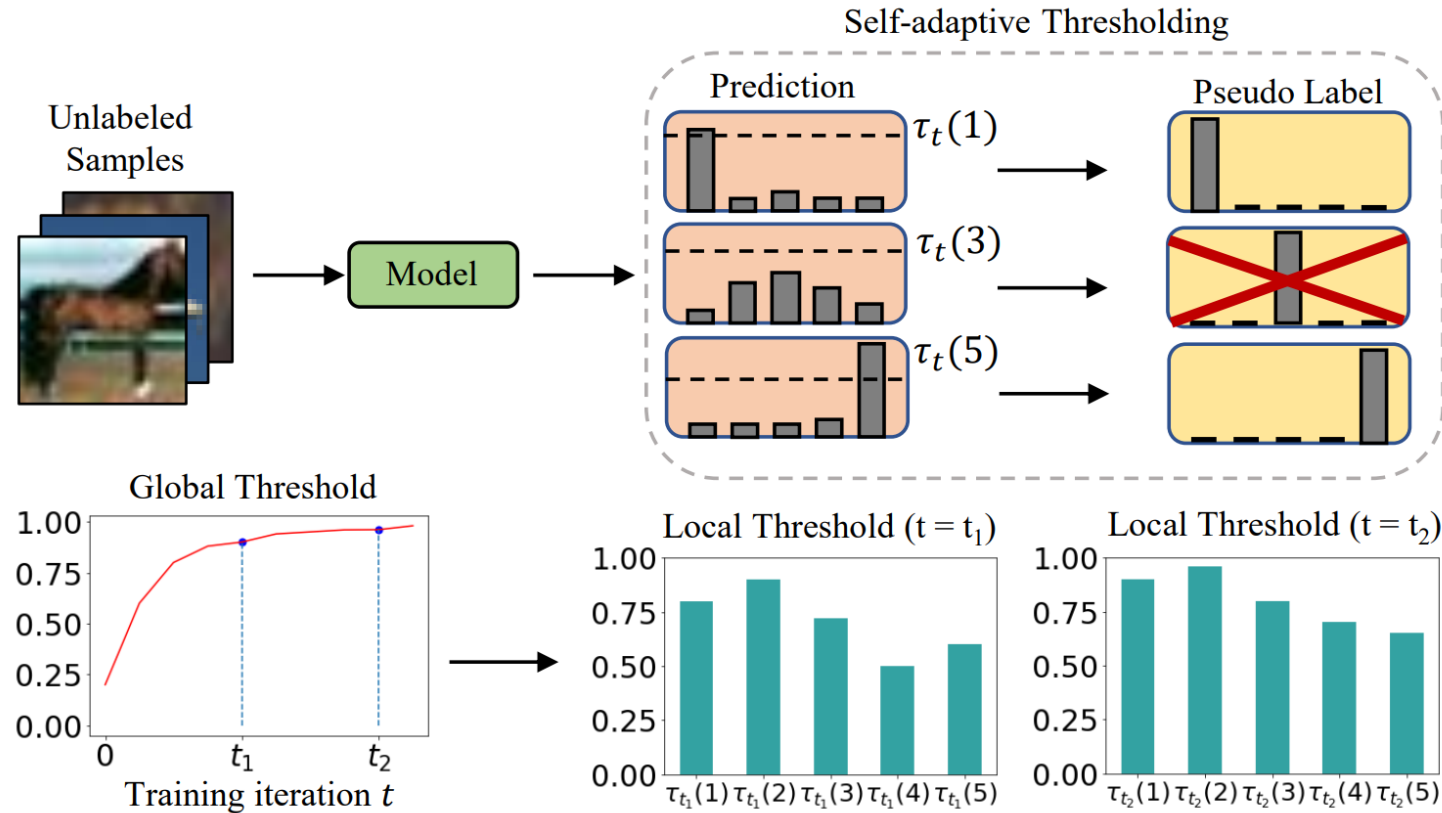 Self-adaptive Thresholding
Unlabeled
Samples
Model
Prediction
Pseudo Label
τₜ(1)
τₜ(3)
τₜ(5)
Global Threshold
1.00
0.75
0.50
0.25
0.00
0
t₁
t₂
Training iteration t
Local Threshold (t = t₁)
1.00
0.75
0.50
0.25
0.00
τₜ₁(1) τₜ₁(2) τₜ₁(3) τₜ₁(4) τₜ₁(5)
Local Threshold (t = t₂)
1.00
0.75
0.50
0.25
0.00
τₜ₂(1) τₜ₂(2) τₜ₂(3) τₜ₂(4) τₜ₂(5)